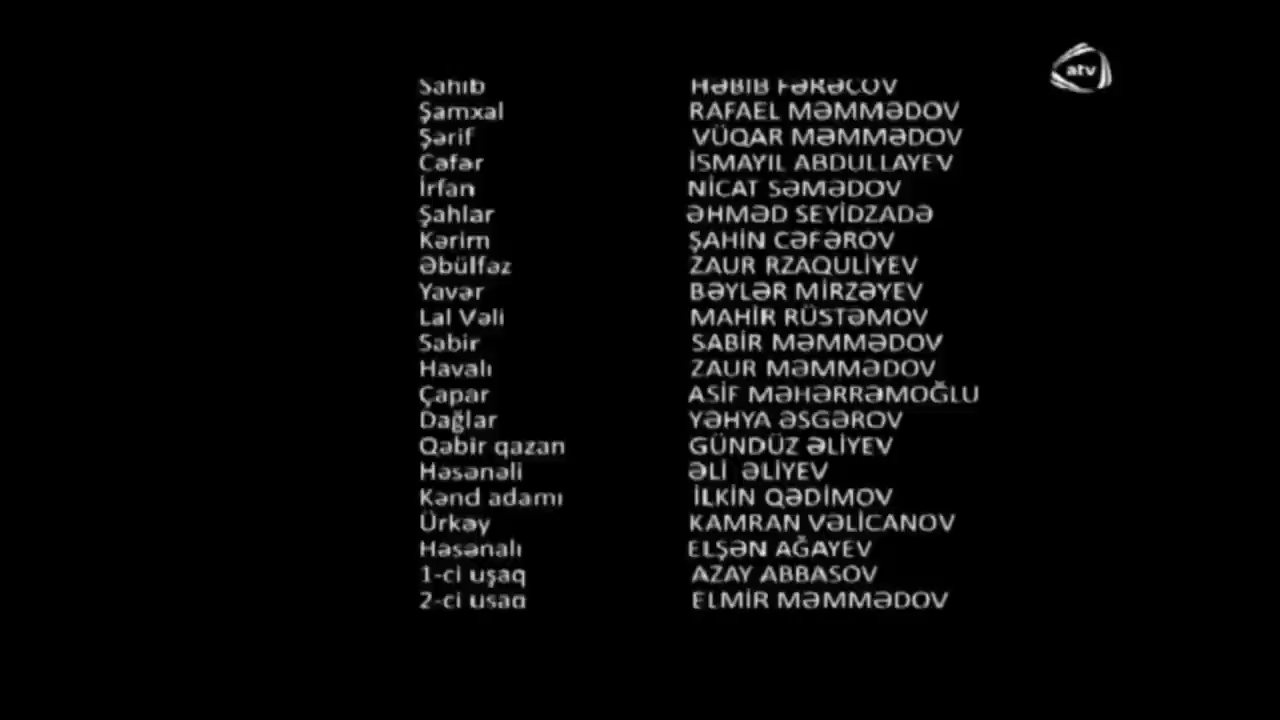 atv
Sahib HƏBİB FƏRƏCOV
Şamxal RAFAEL MƏMMƏDOV
Şərif VÜQAR MƏMMƏDOV
Cəfər İSMAYIL ABDULLAYEV
İrfan NİCAT SƏMƏDOV
Şahlar ƏHMƏD SEYİDZADƏ
Kərim ŞAHİN CƏFƏROV
Əbülfəz ZAUR RZAQULİYEV
Yavər BƏYLƏR MİRZƏYEV
Lal Vəli MAHİR RÜSTƏMOV
Sabir SABİR MƏMMƏDOV
Havalı ZAUR MƏMMƏDOV
Çapar ASİF MƏHƏRRƏMOĞLU
Dağlar YƏHYA ƏSGƏROV
Qəbir qazan GÜNDÜZ ƏLİYEV
Həsənəli ƏLİ ƏLİYEV
Kənd adamı İLKİN QƏDİMOV
Ürkəy KAMRAN VƏLİCANOV
Həsənalı ELŞƏN AĞAYEV
1-ci uşaq AZAY ABBASOV
2-ci uşaq ELMİR MƏMMƏDOV